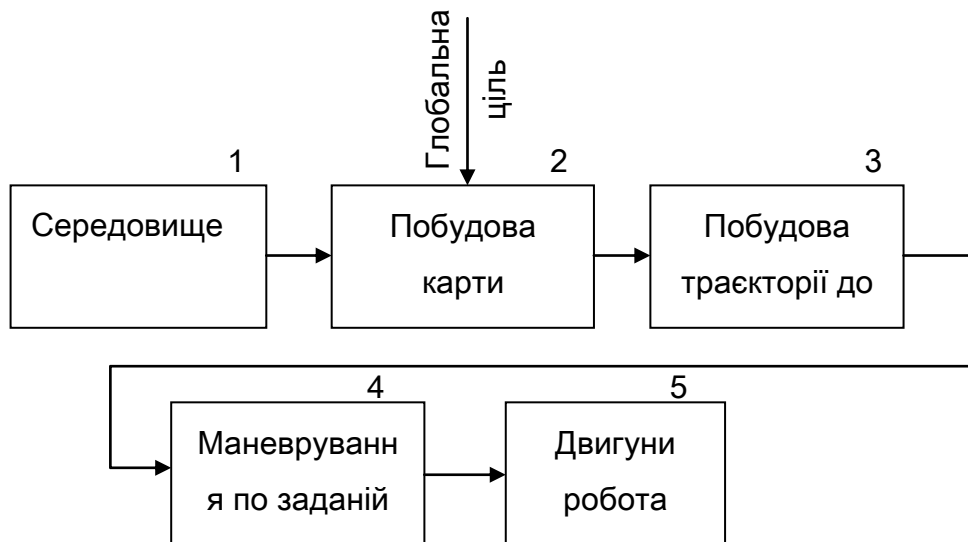 Глобальна
ціль
1
2
3
Середовище
Побудова
карти
Побудова
траєкторії до
4
5
Маневруванн
я по заданій
Двигуни
робота